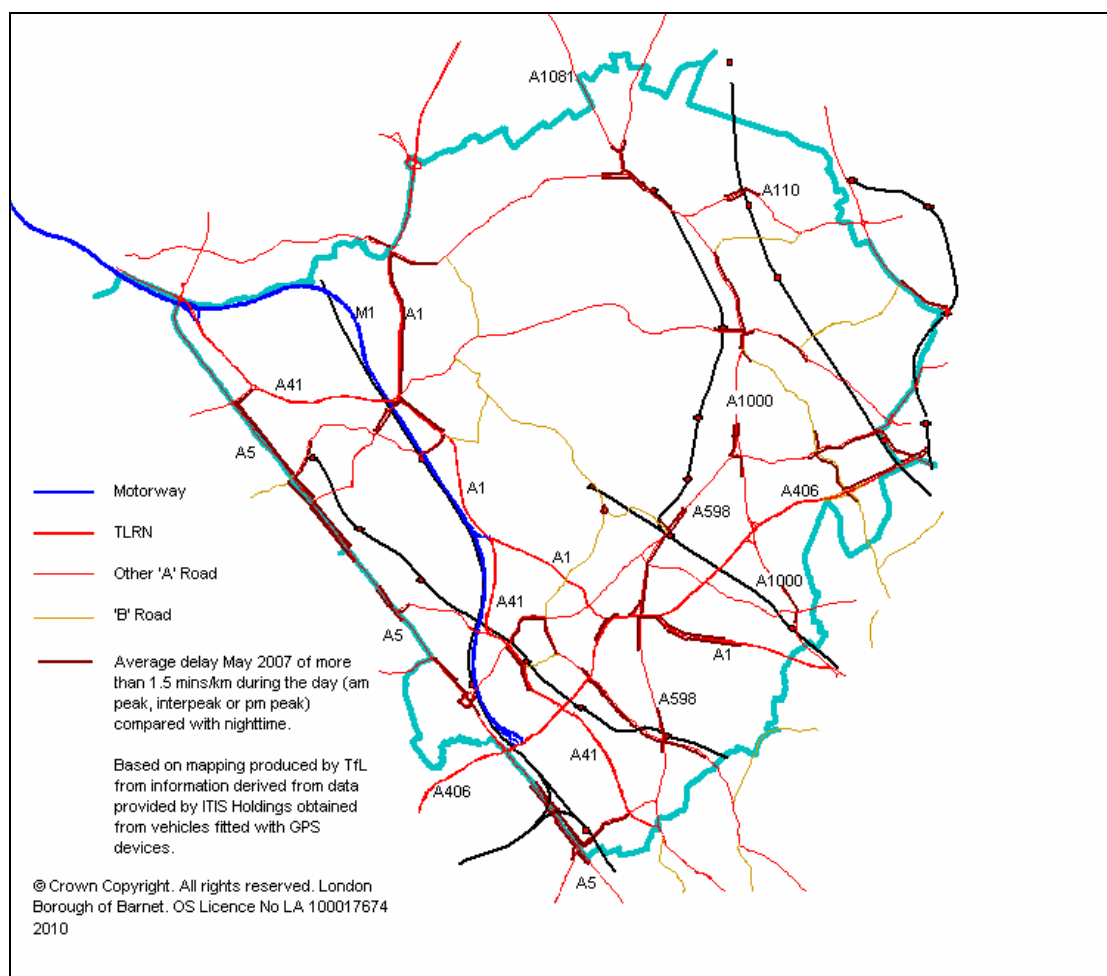 A1081
A110
M1
A1
A41
A1000
A5
A1
A406
A598
A1
A41
A1000
A5
A1
A598
A41
A406
A5
Motorway
TLRN
Other 'A' Road
'B' Road
Average delay May 2007 of more
than 1.5 mins/km during the day (am
peak, interpeak or pm peak)
compared with nighttime.
Based on mapping produced by TfL
from information derived from data
provided by ITIS Holdings obtained
from vehicles fitted with GPS
devices.
© Crown Copyright. All rights reserved. London
Borough of Barnet. OS Licence No LA 100017674
2010